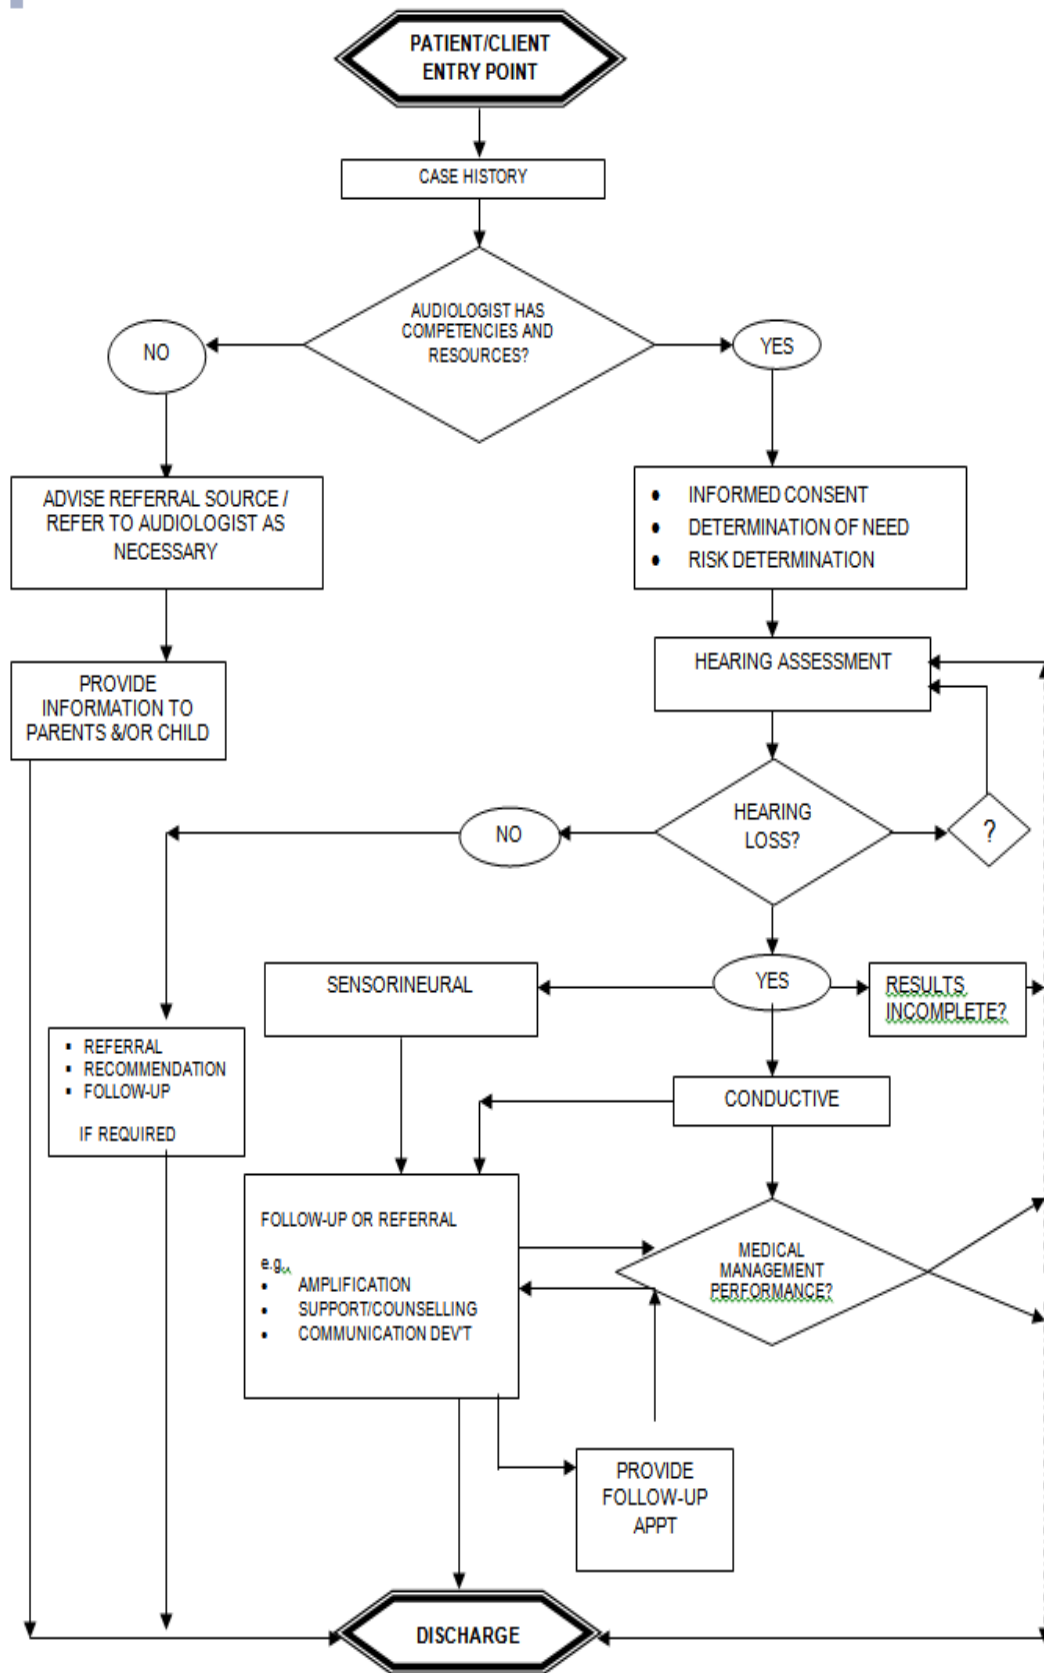 PATIENT/CLIENT
ENTRY POINT
CASE HISTORY
AUDIOLOGIST HAS
COMPETENCIES AND
RESOURCES?
NO
YES
ADVISE REFERRAL SOURCE /
REFER TO AUDIOLOGIST AS
NECESSARY
• INFORMED CONSENT
• DETERMINATION OF NEED
• RISK DETERMINATION
PROVIDE
INFORMATION TO
PARENTS &/OR CHILD
HEARING ASSESSMENT
HEARING
LOSS?
?
NO
YES
SENSORINEURAL
RESULTS
INCOMPLETE?
▪ REFERRAL
▪ RECOMMENDATION
▪ FOLLOW-UP
IF REQUIRED
CONDUCTIVE
FOLLOW-UP OR REFERRAL
e.g.,
• AMPLIFICATION
• SUPPORT/COUNSELLING
• COMMUNICATION DEV'T
MEDICAL
MANAGEMENT
PERFORMANCE?
PROVIDE
FOLLOW-UP
APPT
DISCHARGE